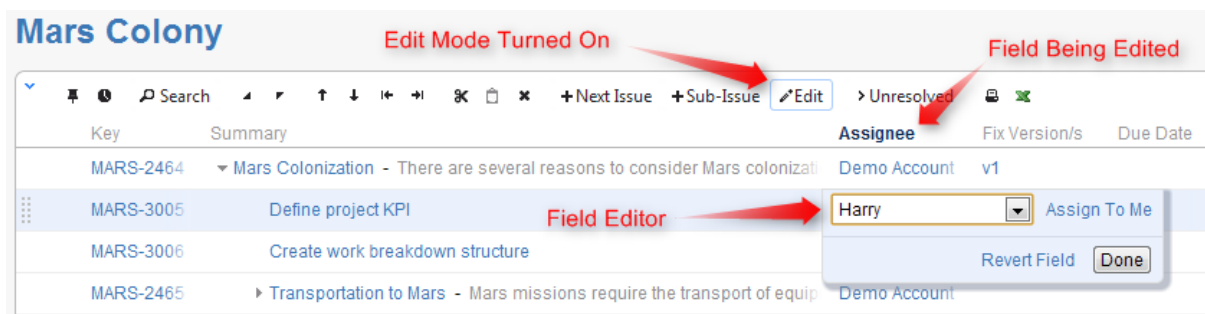 Mars Colony
Edit Mode Turned On
Field Being Edited
Search +Next Issue +Sub-Issue Edit > Unresolved
Key Summary Assignee Fix Version/s Due Date
MARS-2464 Mars Colonization - There are several reasons to consider Mars colonizati Demo Account v1
MARS-3005 Define project KPI Field Editor Harry Assign To Me
MARS-3006 Create work breakdown structure Revert Field Done
MARS-2465 Transportation to Mars - Mars missions require the transport of equip Demo Account